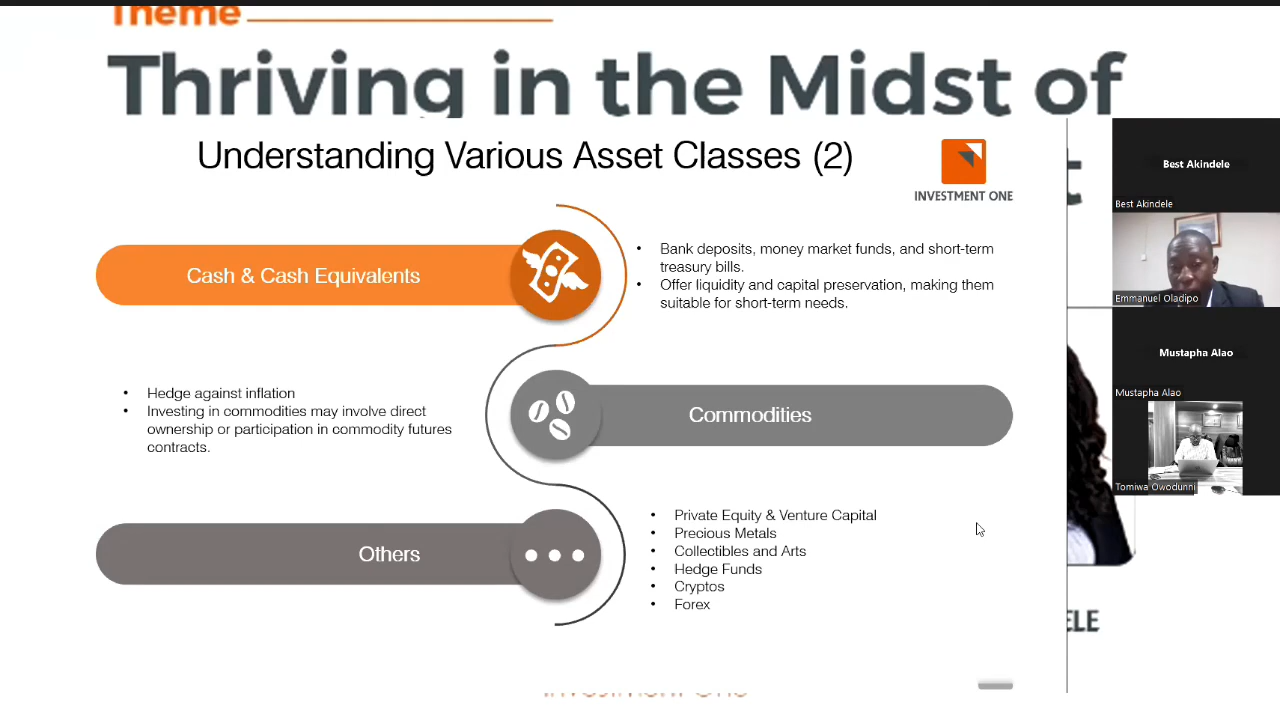 Theme
Thriving in the Midst of
Understanding Various Asset Classes (2)
INVESTMENT ONE
Cash & Cash Equivalents
• Bank deposits, money market funds, and short-term
treasury bills.
• Offer liquidity and capital preservation, making them
suitable for short-term needs.
• Hedge against inflation
• Investing in commodities may involve direct
ownership or participation in commodity futures
contracts.
Commodities
Others
• Private Equity & Venture Capital
• Precious Metals
• Collectibles and Arts
• Hedge Funds
• Cryptos
• Forex
Best Akindele
Best Akindele
Emmanuel Oladipo
Mustapha Alao
Mustapha Alao
Tomiwa Owodunni
ELE